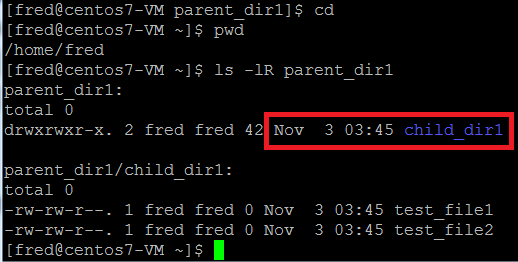 [fred@centos7-VM parent_dir1]$ cd
[fred@centos7-VM ~]$ pwd
/home/fred
[fred@centos7-VM ~]$ ls -lR parent_dir1
parent_dir1:
total 0
drwxrwxr-x. 2 fred fred 42 Nov  3 03:45 child_dir1

parent_dir1/child_dir1:
total 0
-rw-rw-r--. 1 fred fred 0 Nov  3 03:45 test_file1
-rw-rw-r--. 1 fred fred 0 Nov  3 03:45 test_file2
[fred@centos7-VM ~]$